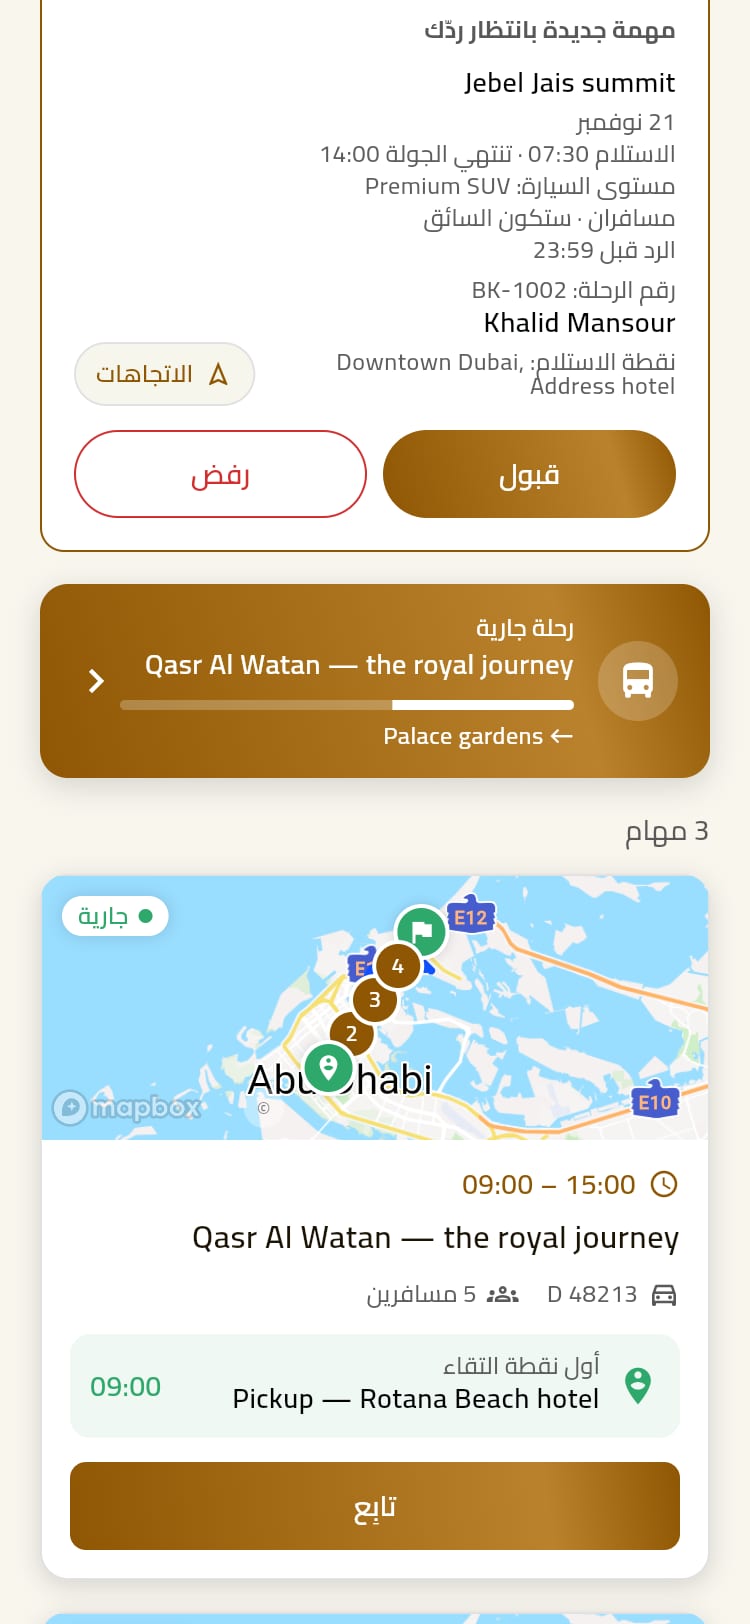 مهمة جديدة بانتظار ردّك
Jebel Jais summit
21 نوفمبر
الاستلام 07:30 · تنتهي الجولة 14:00
مستوى السيارة: Premium SUV
مسافران · ستكون السائق
الرد قبل 23:59
رقم الرحلة: BK-1002
Khalid Mansour
نقطة الاستلام: Downtown Dubai,
Address hotel
الاتجاهات
قبول
رفض
رحلة جارية
Qasr Al Watan — the royal journey
← Palace gardens
3 مهام
جارية
E12
4
3
2
E10
mapbox
©
09:00 – 15:00
Qasr Al Watan — the royal journey
D 48213
5 مسافرين
أول نقطة التقاء
Pickup — Rotana Beach hotel
09:00
تابِع